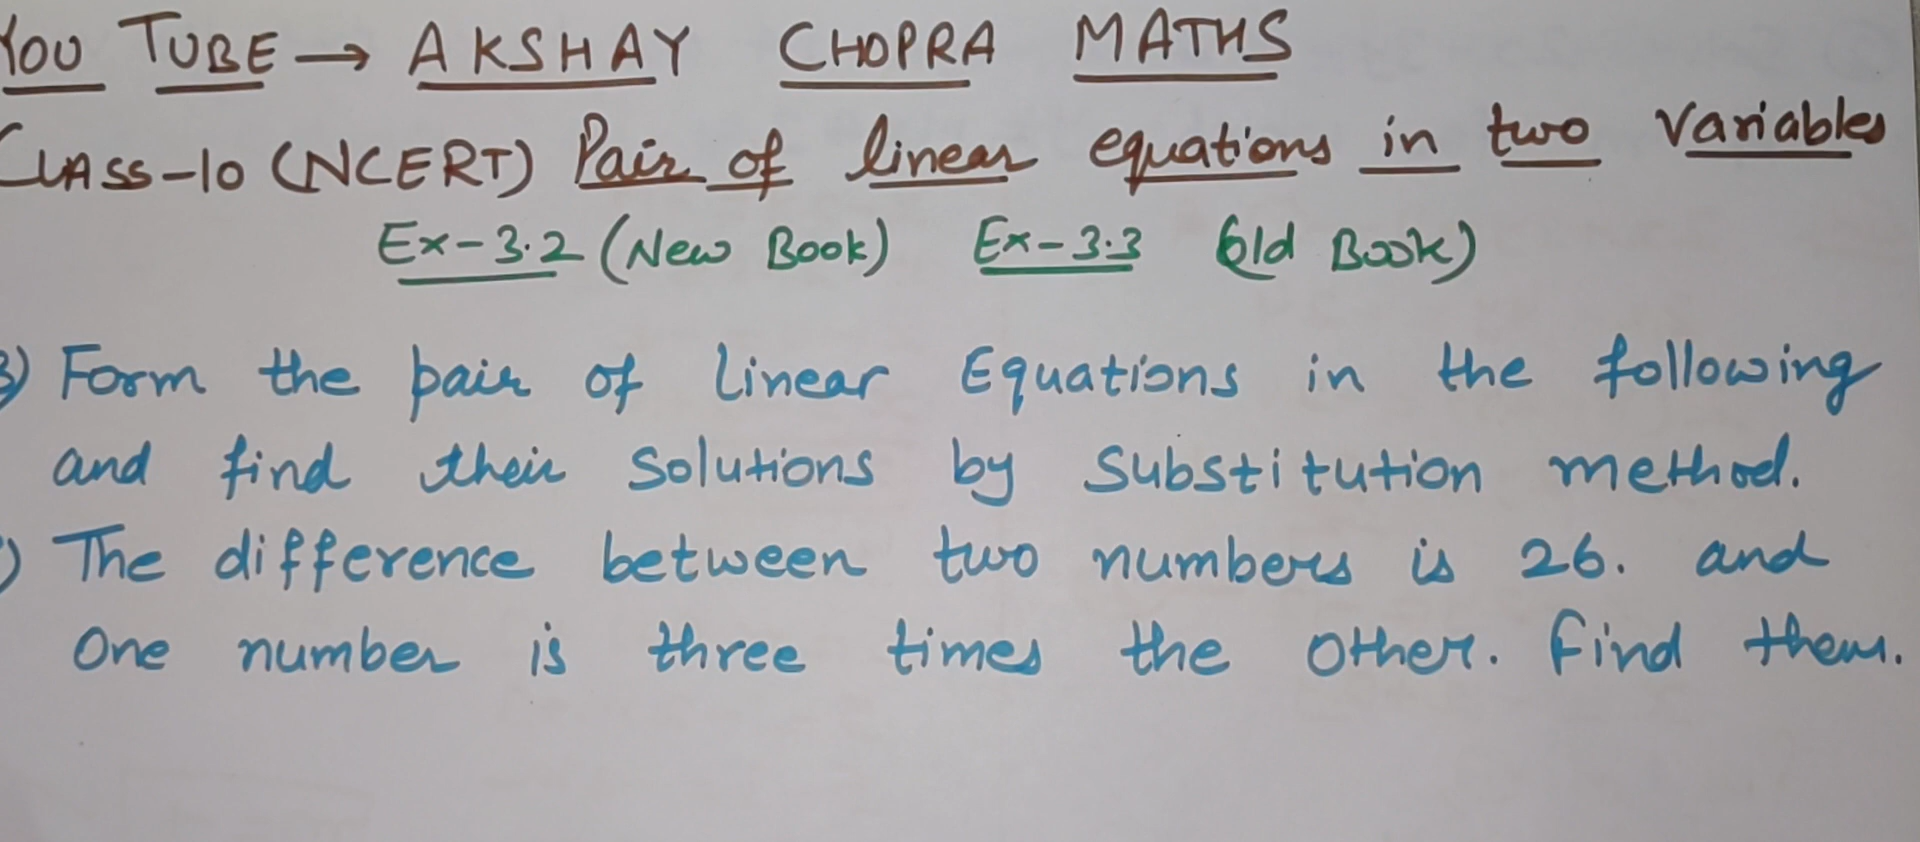 YOU TUBE → AKSHAY CHOPRA MATHS
CLASS-10 (NCERT) Pair of linear equations in two variables
Ex-3.2 (New Book) Ex-3.3 (Old Book)
3) Form the pair of linear Equations in the following
and find their solutions by substitution method.
) The difference between two numbers is 26. and
One number is three times the other. find them.